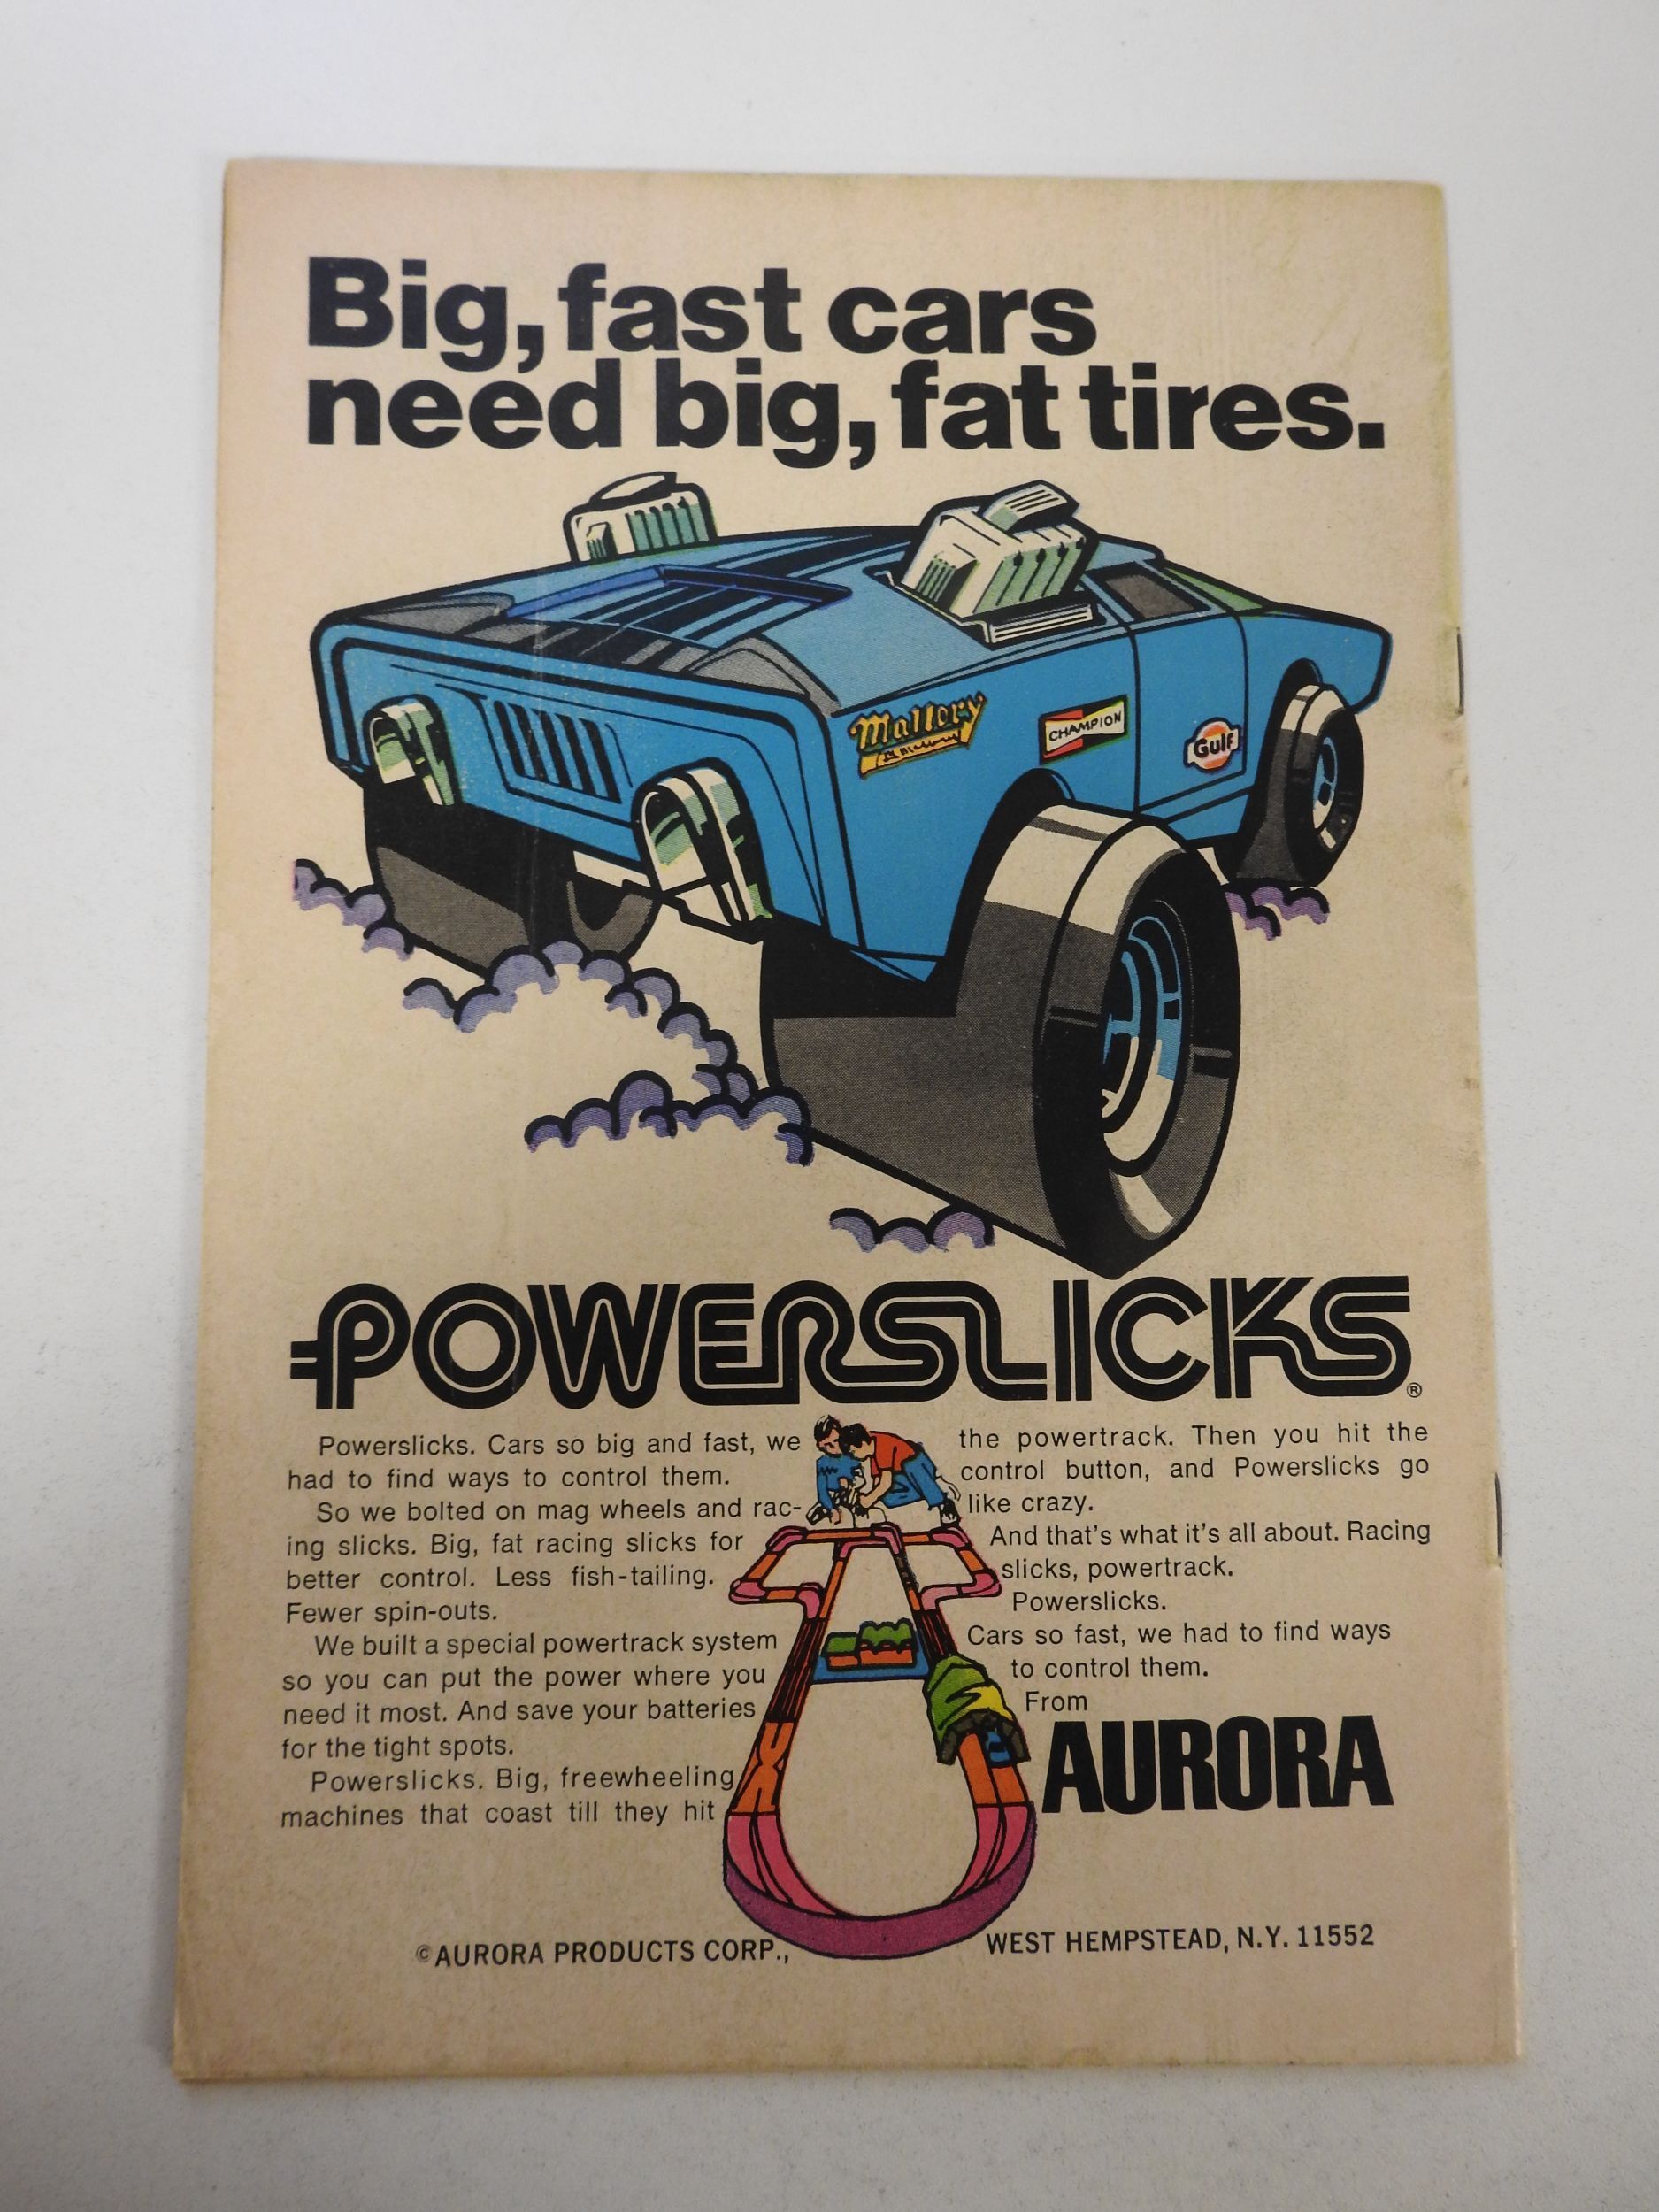 Big, fast cars
need big, fat tires.
Mallory
CHAMPION
Gulf
POWERSLICKS®
Powerslicks. Cars so big and fast, we
had to find ways to control them.
So we bolted on mag wheels and rac-
ing slicks. Big, fat racing slicks for
better control. Less fish-tailing.
Fewer spin-outs.
We built a special powertrack system
so you can put the power where you
need it most. And save your batteries
for the tight spots.
Powerslicks. Big, freewheeling
machines that coast till they hit
the powertrack. Then you hit the
control button, and Powerslicks go
like crazy.
And that's what it's all about. Racing
slicks, powertrack.
Powerslicks.
Cars so fast, we had to find ways
to control them.
From
AURORA
©AURORA PRODUCTS CORP., WEST HEMPSTEAD, N.Y. 11552